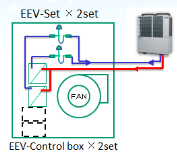 EEV-Set × 2set
FAN
EEV-Control box × 2set